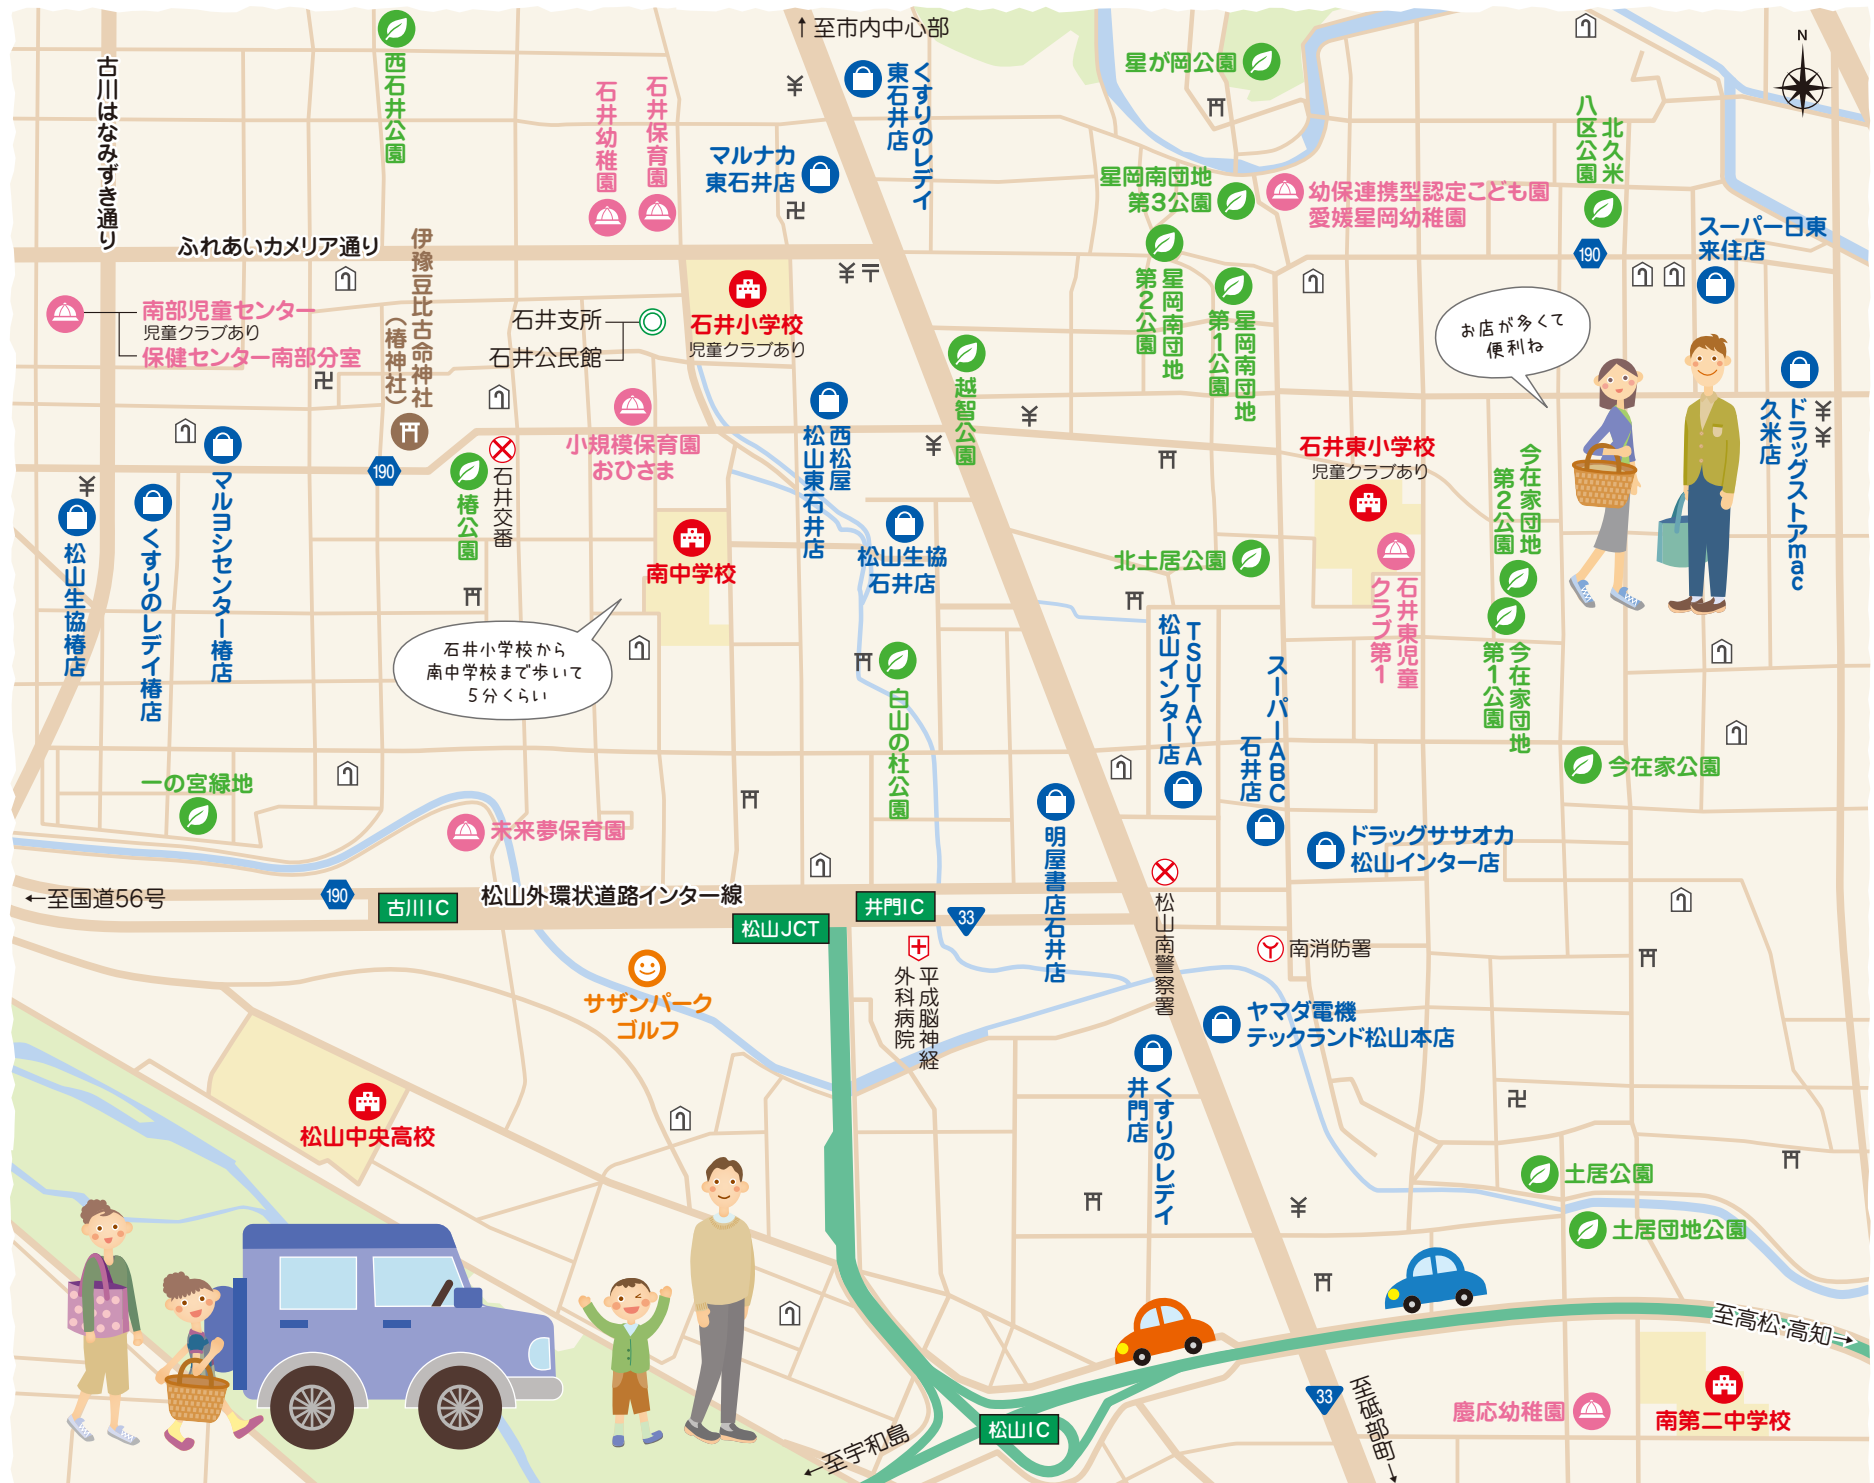 ↑至市内中心部
N
古川はなみずき通り
西石井公園
石井幼稚園
石井保育園
くすりのレデイ
東石井店
マルナカ
東石井店
星が岡公園
星岡南団地
第3公園
幼保連携型認定こども園
愛媛星岡幼稚園
北久米
八区公園
190
スーパー日東
来住店
ふれあいカメリア通り
伊豫豆比古命神社
(椿神社)
南部児童センター
児童クラブあり
保健センター南部分室
石井支所
石井公民館
石井小学校
児童クラブあり
星岡南団地
第2公園
星岡南団地
第1公園
越智公園
お店が多くて
便利ね
ドラッグストアmac
久米店
小規模保育園
おひさま
西松屋
松山東石井店
石井東小学校
児童クラブあり
石井東児童
クラブ第1
今在家団地
第2公園
今在家団地
第1公園
190
椿公園
石井交番
マルヨシセンター椿店
くすりのレデイ椿店
松山生協椿店
南中学校
松山生協
石井店
北土居公園
石井小学校から
南中学校まで歩いて
5分くらい
白山の杜公園
TSUTAYA
松山インター店
スーパーABC
石井店
今在家公園
一の宮緑地
未来夢保育園
明屋書店石井店
ドラッグササオカ
松山インター店
←至国道56号
190
古川IC
松山外環状道路インター線
松山JCT
井門IC
33
松山南警察署
南消防署
平成脳神経
外科病院
サザンパーク
ゴルフ
ヤマダ電機
テックランド松山本店
くすりのレデイ
井門店
松山中央高校
土居公園
土居団地公園
至高松・高知→
33
至砥部町→
慶応幼稚園
南第二中学校
松山IC
←至宇和島